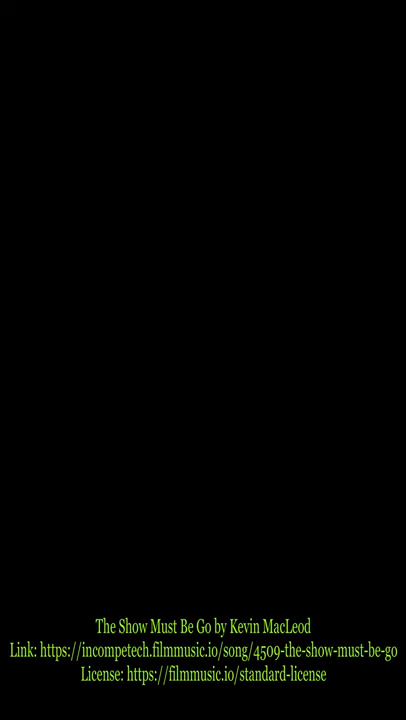 The Show Must Be Go by Kevin MacLeod
Link: https://incompetech.filmmusic.io/song/4509-the-show-must-be-go
License: https://filmmusic.io/standard-license